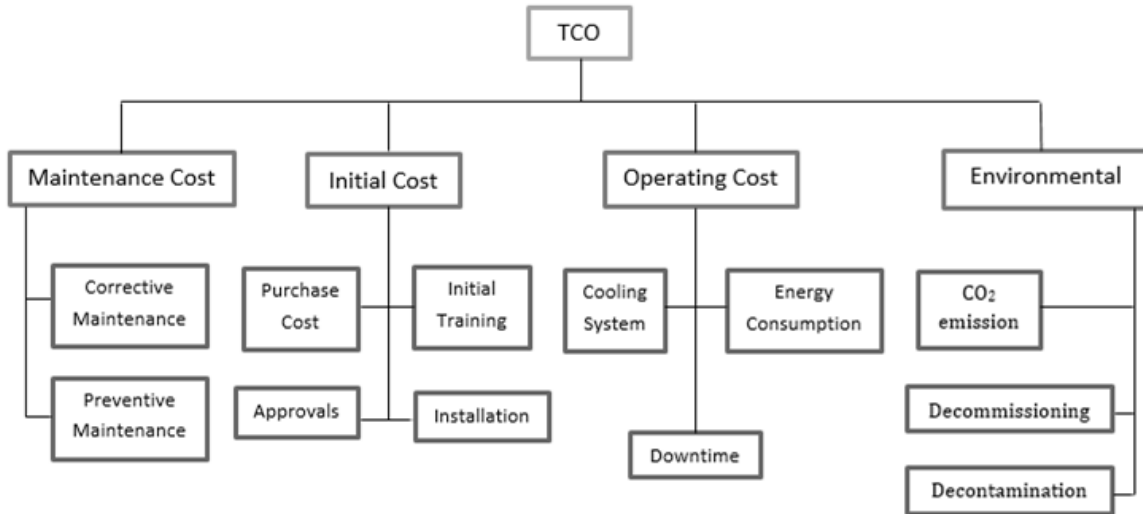 TCO
Maintenance Cost
Initial Cost
Operating Cost
Environmental
Corrective
Maintenance
Preventive
Maintenance
Purchase
Cost
Initial
Training
Approvals
Installation
Cooling
System
Energy
Consumption
Downtime
CO₂
emission
Decommissioning
Decontamination